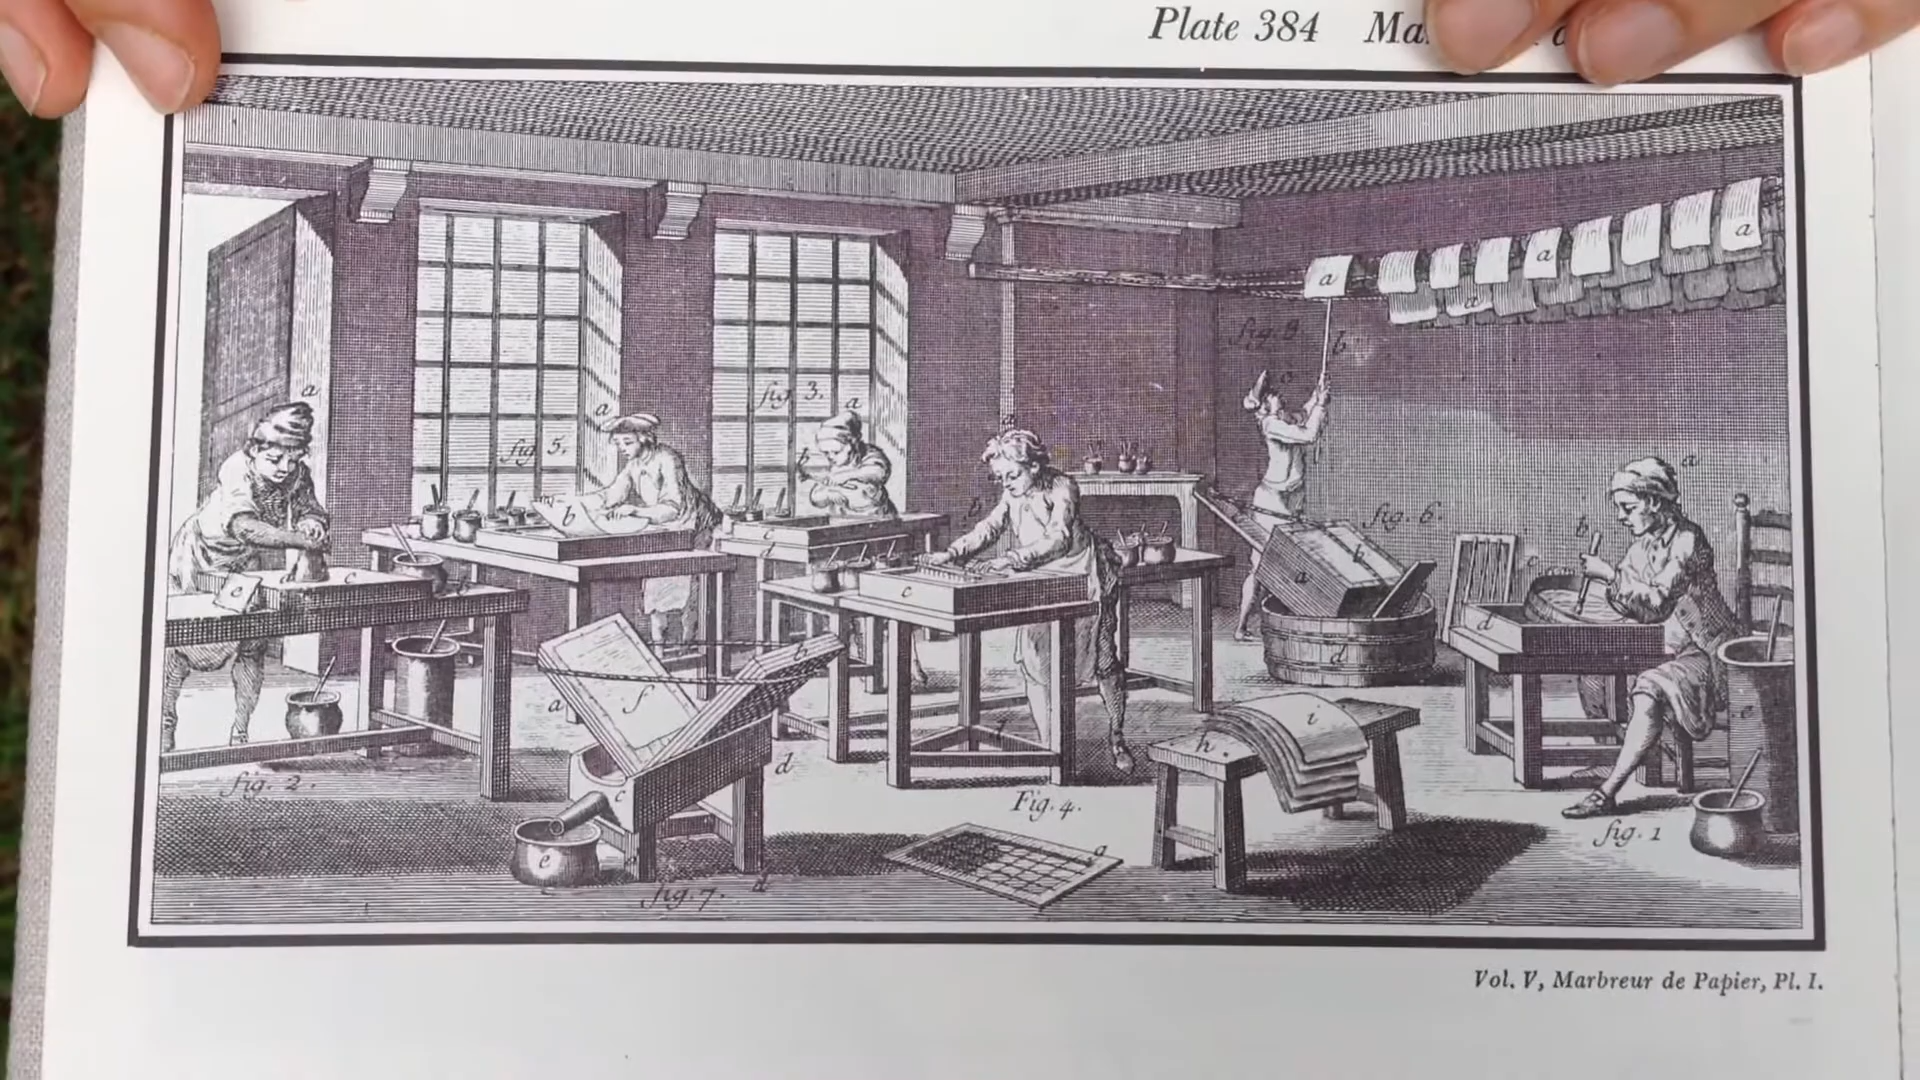 Plate 384
a
a
a
a
a
fig. 8
b
a
a
fig. 3.
a
a
a
fig. 5.
b
b
fig. 6.
a
b
b
c
a
b
d
c
c
d
e
c
d
d
a
f
b
c
d
e
i
h
e
fig. 2.
Fig. 4.
g
fig. 1
fig. 7.
d
Vol. V, Marbreur de Papier, Pl. I.